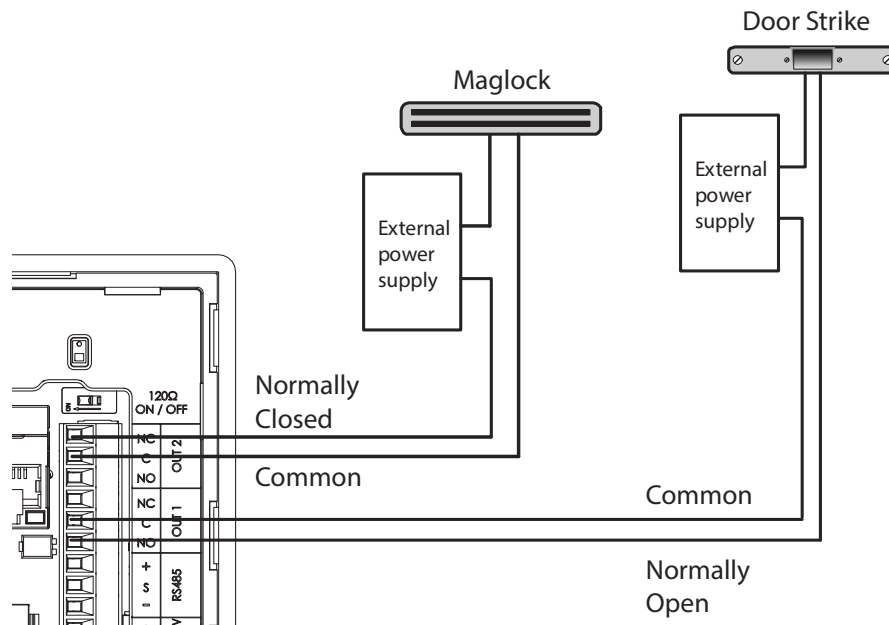 Door Strike
Maglock
External
power
supply
External
power
supply
Normally
Closed
Common
Common
Normally
Open
ON
120Ω
ON / OFF
NC
C
NO
OUT 2
NC
C
NO
OUT 1
+
S
-
RS485